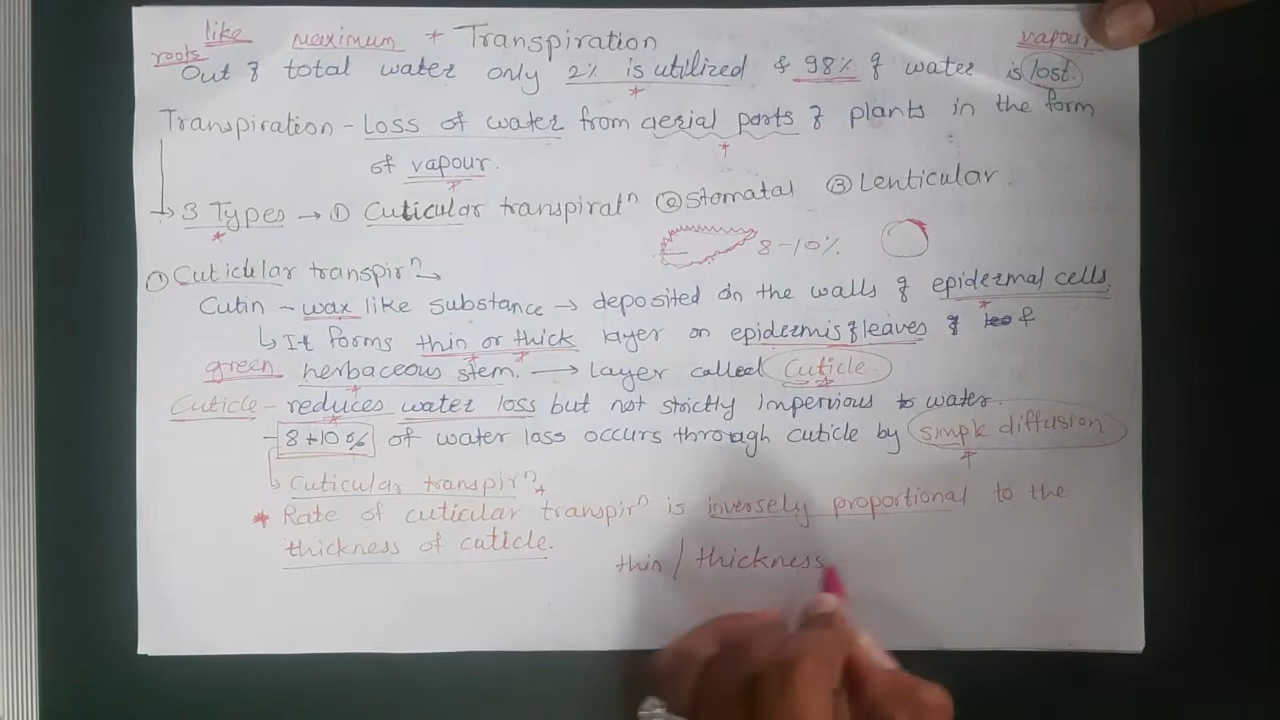 like maximum * Transpiration vapour
roots
Out of total water only 2% is utilized & 98% of water is lost.
Transpiration - Loss of water from aerial parts of plants in the form
of vapour.
→ 3 Types → ① Cuticular transpiratn ② Stomatal ③ Lenticular.
8-10%
① Cuticular transpirn →
Cutin - wax like substance → deposited on the walls of epidermal cells.
↳ It forms thin or thick layer on epidermis of leaves of &
green herbaceous stem. → Layer called Cuticle.
Cuticle - reduces water loss but not strictly impervious to water.
- 8 to 10% of water loss occurs through cuticle by simple diffusion
↳ Cuticular transpirn
* Rate of cuticular transpirn is inversely proportional to the
thickness of cuticle.
thin / thickness